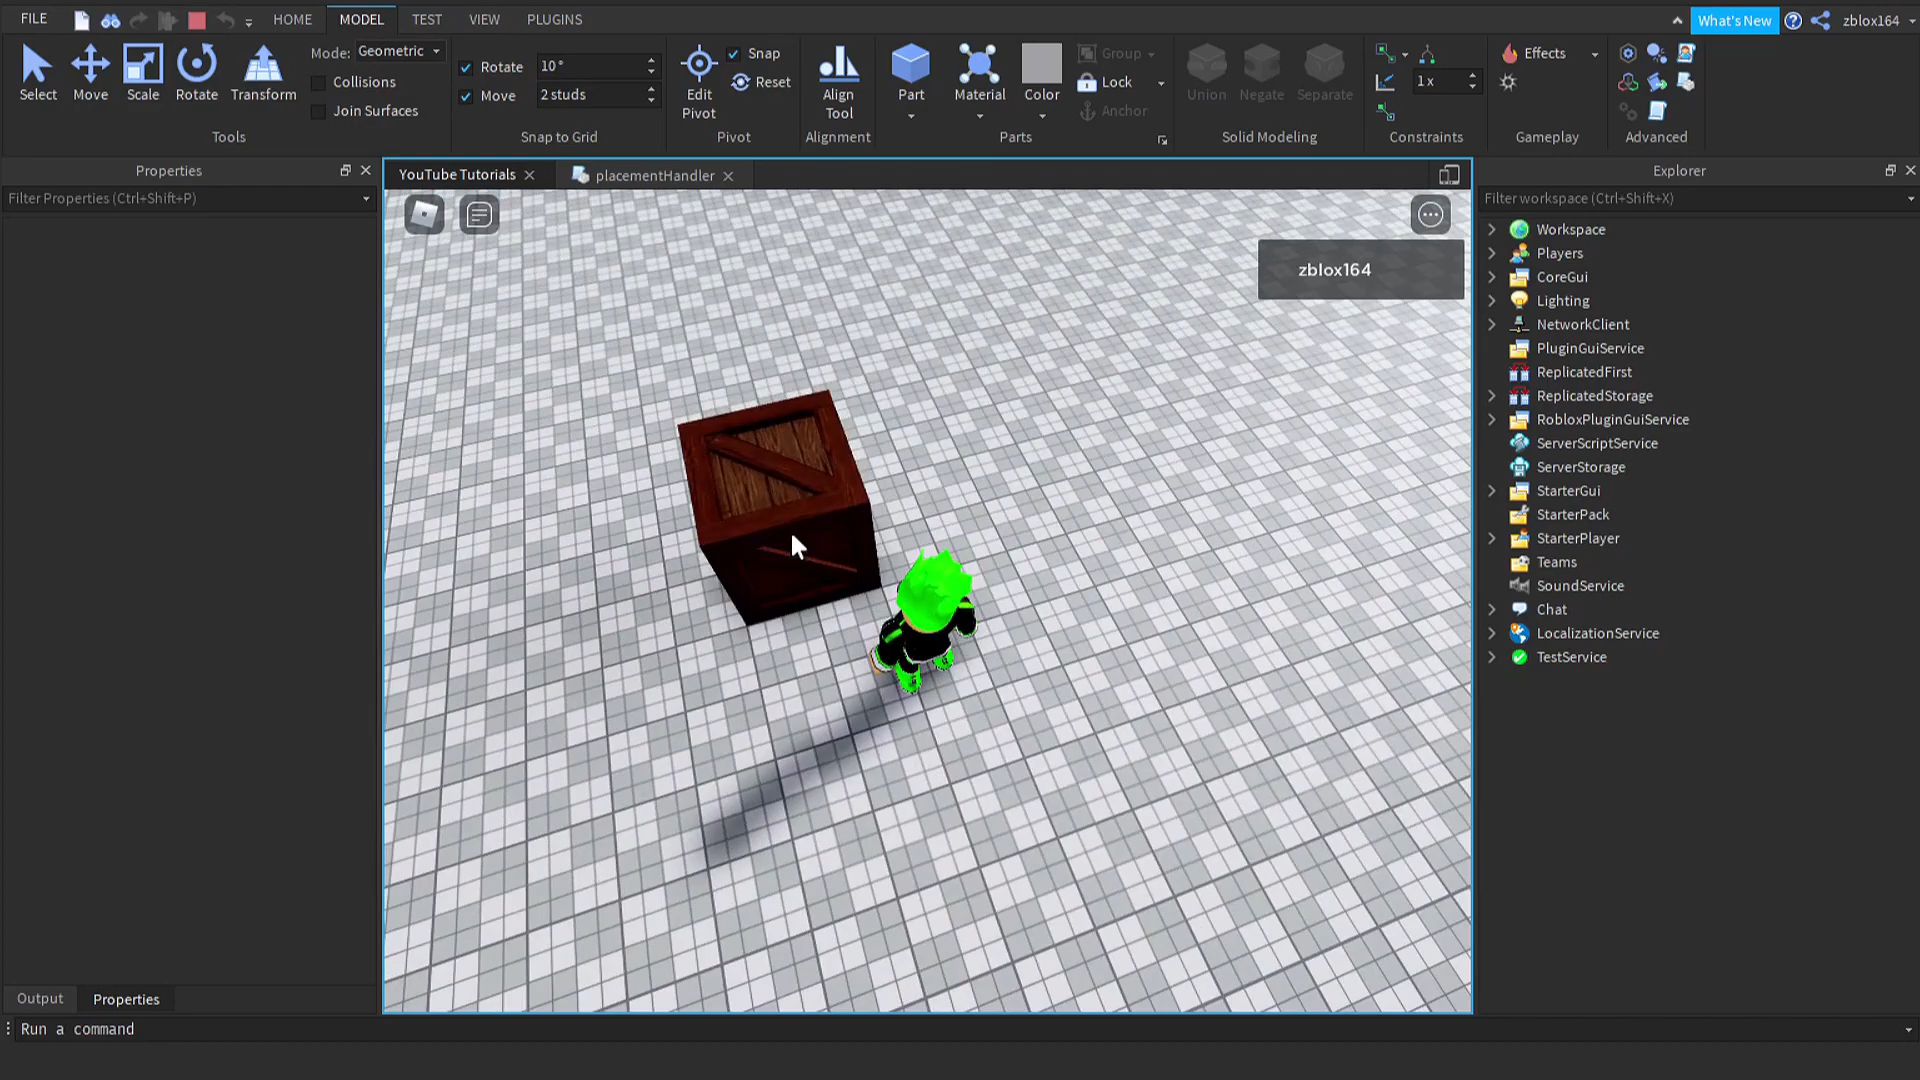 FILE HOME MODEL TEST VIEW PLUGINS What's New zblox164
Select Move Scale Rotate Transform
Mode: Geometric
Collisions
Join Surfaces
Tools
Rotate 10°
Move 2 studs
Snap to Grid
Edit
Pivot
Snap
Reset
Pivot
Align
Tool
Alignment
Part Material Color
Group
Lock
Anchor
Parts
Union Negate Separate
Solid Modeling
1 x
Constraints
Effects
Gameplay
Advanced
Properties
Filter Properties (Ctrl+Shift+P)
YouTube Tutorials placementHandler
zblox164
Explorer
Filter workspace (Ctrl+Shift+X)
Workspace
Players
CoreGui
Lighting
NetworkClient
PluginGuiService
ReplicatedFirst
ReplicatedStorage
RobloxPluginGuiService
ServerScriptService
ServerStorage
StarterGui
StarterPack
StarterPlayer
Teams
SoundService
Chat
LocalizationService
TestService
Output Properties
Run a command